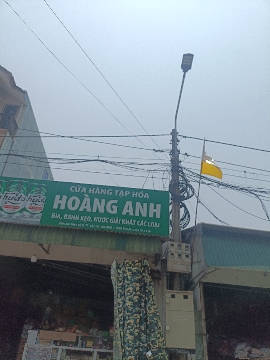 CỬA HÀNG TẠP HÓA
HOÀNG ANH
BIA, BÁNH KẸO, NƯỚC GIẢI KHÁT CÁC LOẠI